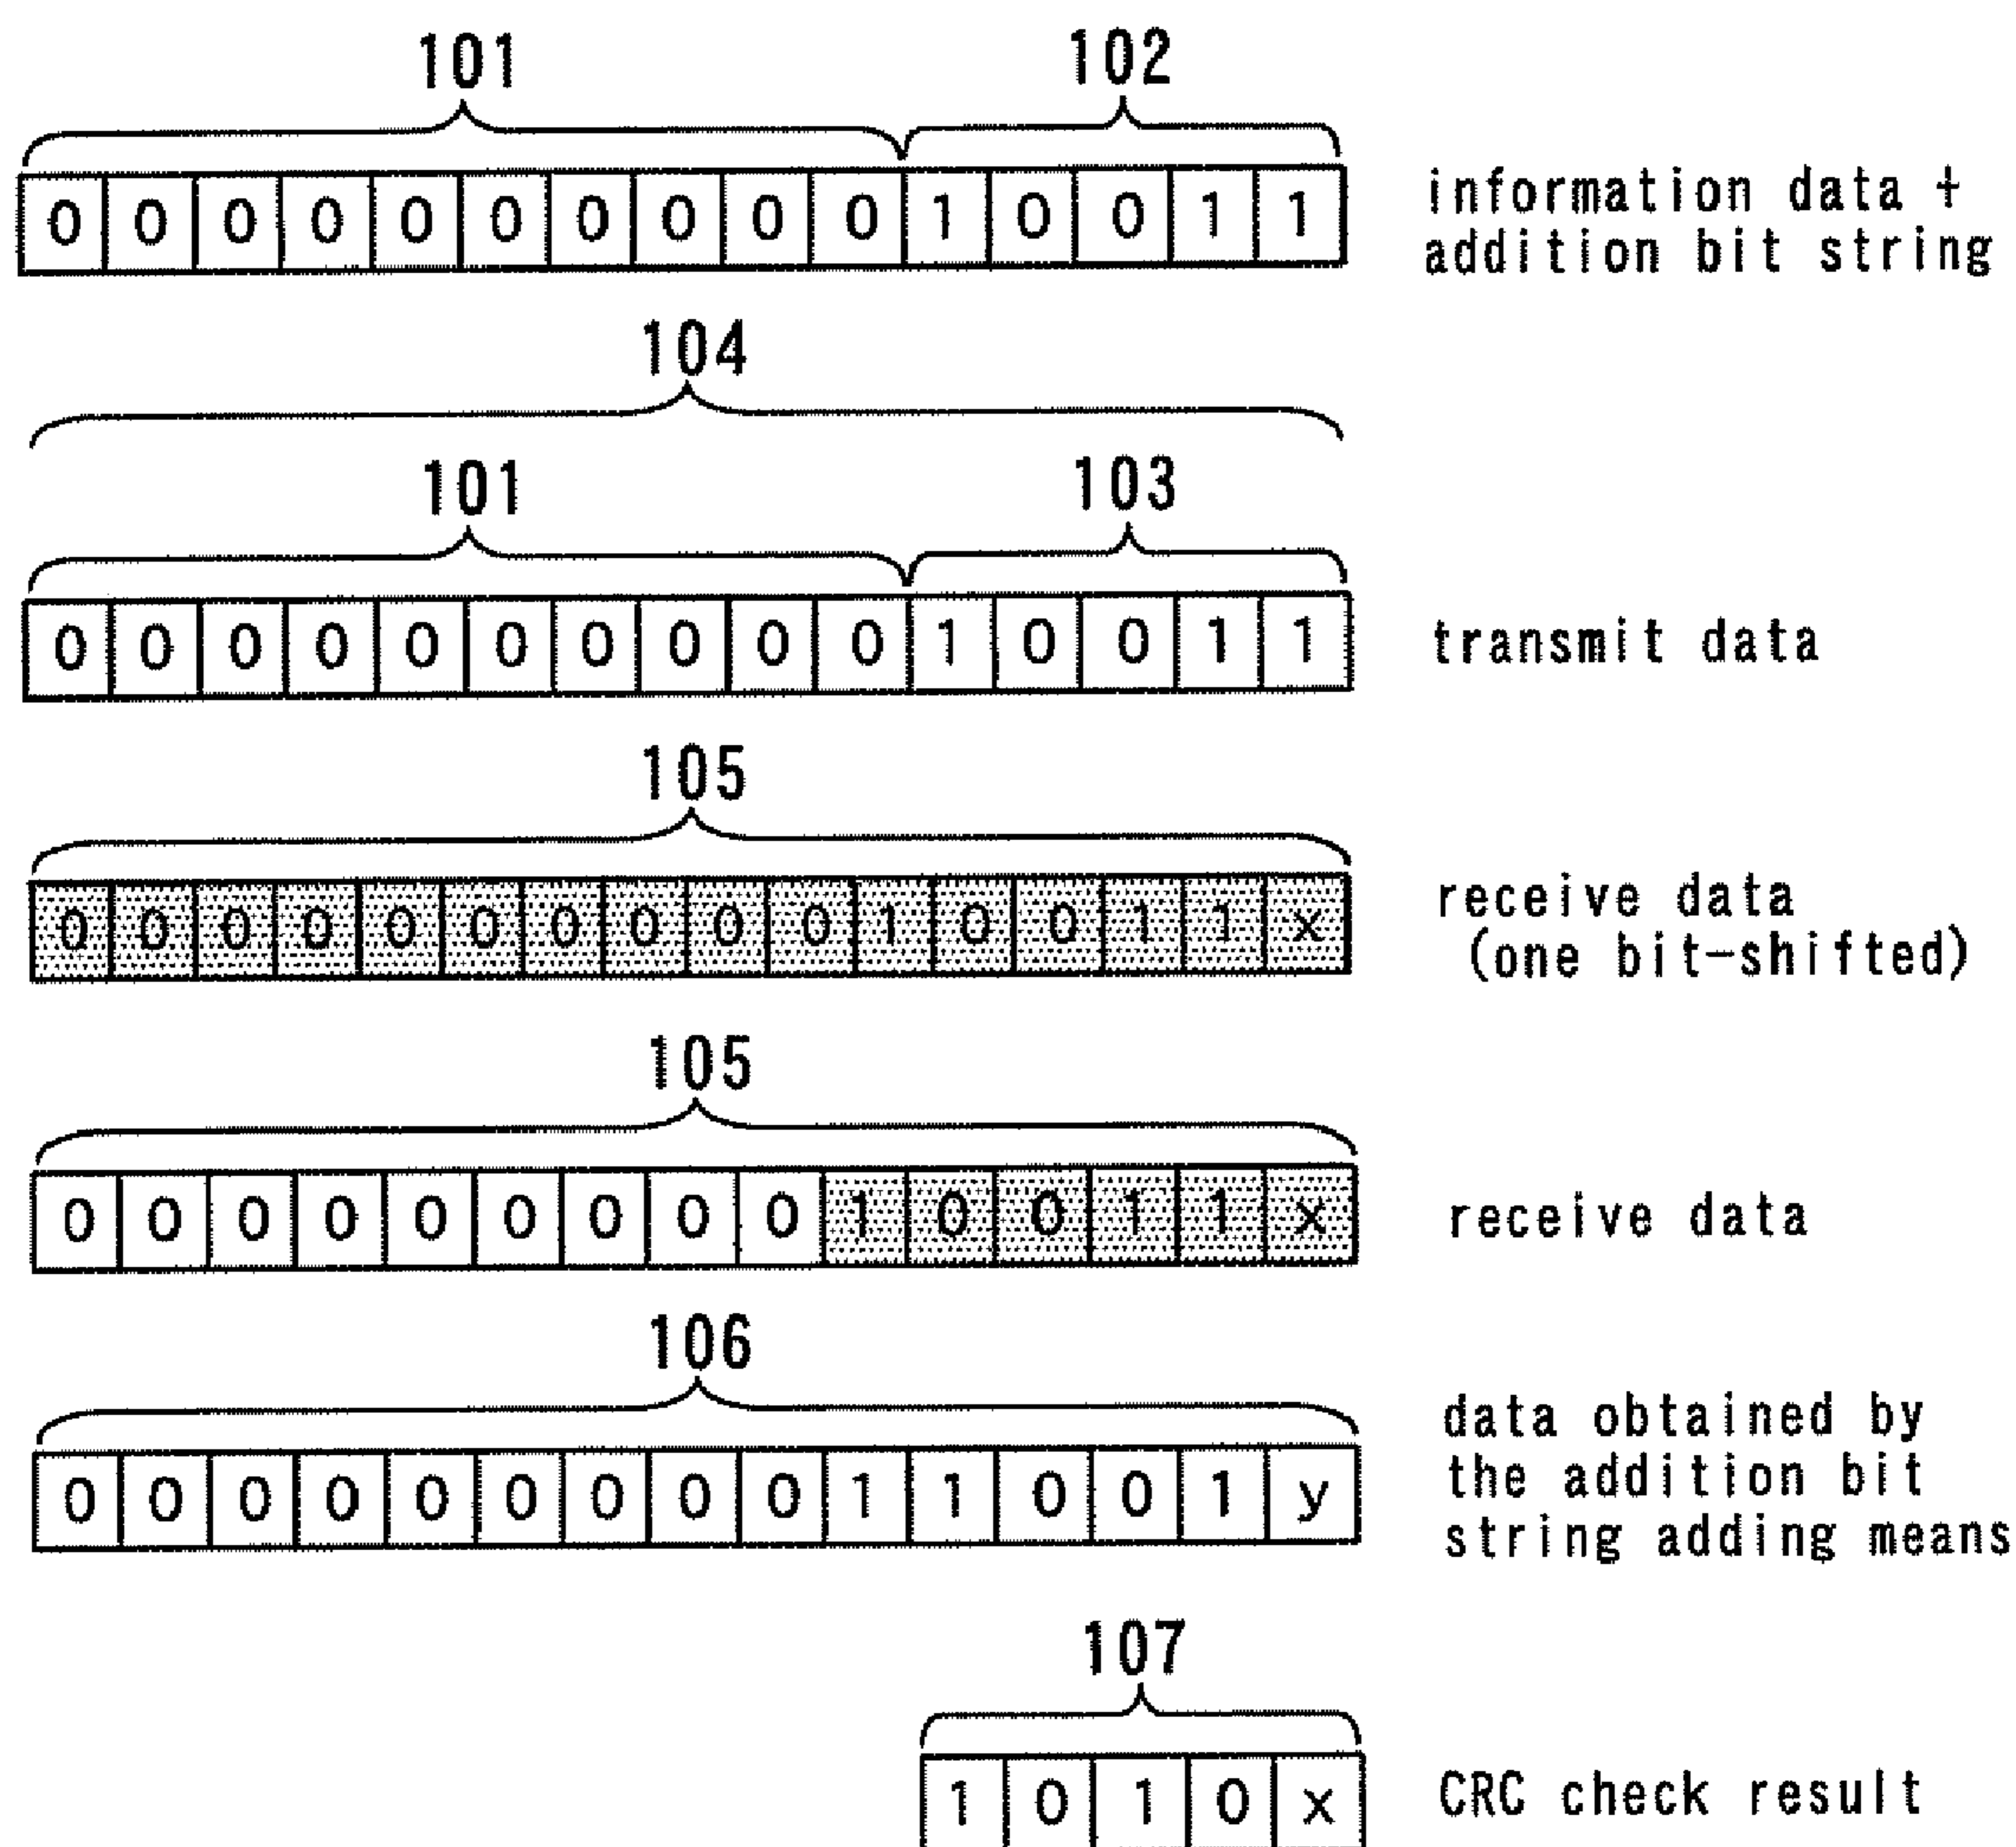 101 102
0 0 0 0 0 0 0 0 0 0 1 0 0 1 1 information data +
addition bit string
104
101 103
0 0 0 0 0 0 0 0 0 0 1 0 0 1 1 transmit data
105
0 0 0 0 0 0 0 0 0 0 1 0 0 1 1 x receive data
(one bit-shifted)
105
0 0 0 0 0 0 0 0 0 1 0 0 1 1 x receive data
106
0 0 0 0 0 0 0 0 0 1 1 0 0 1 y data obtained by
the addition bit
string adding means
107
1 0 1 0 x CRC check result